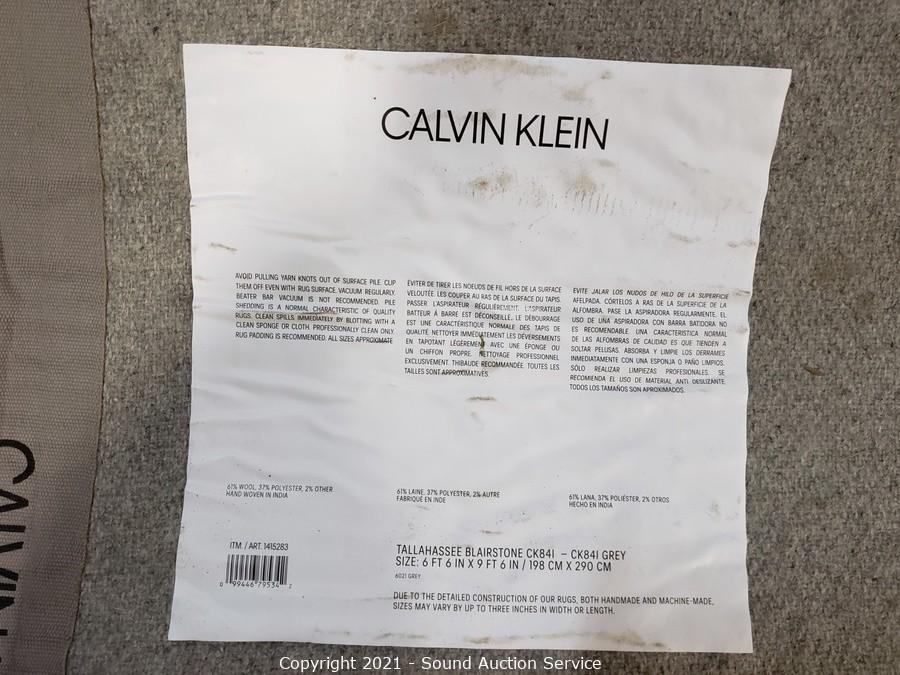 CALVIN KLEIN
AVOID PULLING YARN KNOTS OUT OF SURFACE PILE. CLIP
THEM OFF EVEN WITH RUG SURFACE. VACUUM REGULARLY.
BEATER BAR VACUUM IS NOT RECOMMENDED. PILE
SHEDDING IS A NORMAL CHARACTERISTIC OF QUALITY
RUGS. CLEAN SPILLS IMMEDIATELY BY BLOTTING WITH A
CLEAN SPONGE OR CLOTH. PROFESSIONALLY CLEAN ONLY.
RUG PADDING IS RECOMMENDED. ALL SIZES APPROXIMATE
ÉVITER DE TIRER LES NOEUDS DE FIL HORS DE LA SURFACE
VELOUTÉE. LES COUPER AU RAS DE LA SURFACE DU TAPIS.
PASSER L'ASPIRATEUR RÉGULIÈREMENT. L'ASPIRATEUR
BATTEUR À BARRE EST DÉCONSEILLÉ. LE DÉBOURRAGE
EST UNE CARACTÉRISTIQUE NORMALE DES TAPIS DE
QUALITÉ. NETTOYER IMMÉDIATEMENT LES DÉVERSEMENTS
EN TAPOTANT LÉGÈREMENT AVEC UNE ÉPONGE OU
UN CHIFFON PROPRE. NETTOYAGE PROFESSIONNEL
EXCLUSIVEMENT. THIBAUDE RECOMMANDÉE. TOUTES LES
TAILLES SONT APPROXIMATIVES.
EVITE JALAR LOS NUDOS DE HILO DE LA SUPERFICIE
AFELPADA. CÓRTELOS A RAS DE LA SUPERFICIE DE LA
ALFOMBRA. PASE LA ASPIRADORA REGULARMENTE. EL
USO DE UNA ASPIRADORA CON BARRA BATIDORA NO
ES RECOMENDABLE UNA CARACTERISTICA NORMAL
DE LAS ALFOMBRAS DE CALIDAD ES QUE TIENDEN A
SOLTAR PELUSAS. ABSORBA Y LIMPIE LOS DERRAMES
INMEDIATAMENTE CON UNA ESPONJA O PAÑO LIMPIOS.
SÓLO REALIZAR LIMPIEZAS PROFESIONALES. SE
RECOMIENDA EL USO DE MATERIAL ANTI DESLIZANTE.
TODOS LOS TAMAÑOS SON APROXIMADOS.
61% WOOL, 37% POLYESTER, 2% OTHER
HAND WOVEN IN INDIA
61% LAINE, 37% POLYESTER, 2% AUTRE
FABRIQUÉ EN INDE
61% LANA, 37% POLIÉSTER, 2% OTROS
HECHO EN INDIA
ITM. / ART. 1415283
0 99446 79534 2
TALLAHASSEE BLAIRSTONE CK841 – CK841 GREY
SIZE: 6 FT 6 IN X 9 FT 6 IN / 198 CM X 290 CM
6021 GREY
DUE TO THE DETAILED CONSTRUCTION OF OUR RUGS, BOTH HANDMADE AND MACHINE-MADE,
SIZES MAY VARY BY UP TO THREE INCHES IN WIDTH OR LENGTH.
CALVIN
Copyright 2021 - Sound Auction Service